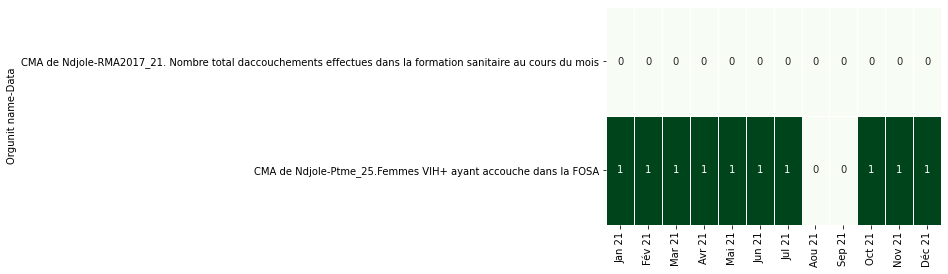 CMA de Ndjole-RMA2017_21. Nombre total daccouchements effectues dans la formation sanitaire au cours du mois
0 0 0 0 0 0 0 0 0 0 0 0
Orgunit name-Data
CMA de Ndjole-Ptme_25.Femmes VIH+ ayant accouche dans la FOSA
1 1 1 1 1 1 1 0 0 1 1 1
Jan 21
Fév 21
Mar 21
Avr 21
Mai 21
Jun 21
Jul 21
Aou 21
Sep 21
Oct 21
Nov 21
Déc 21